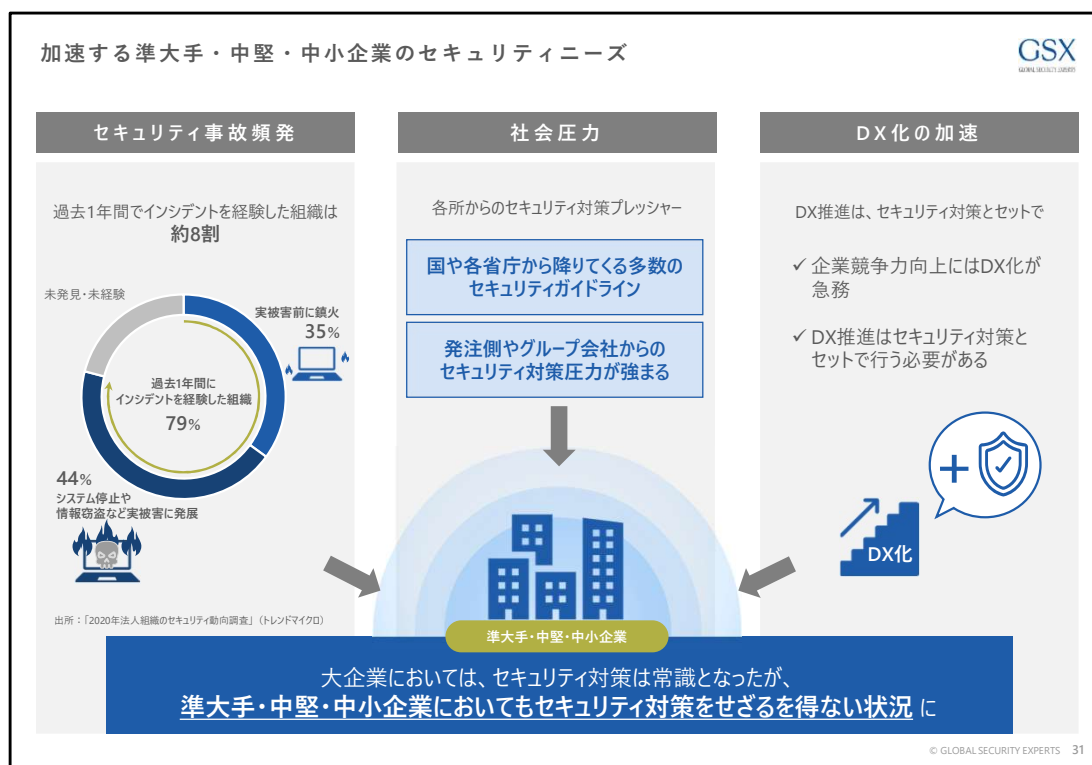 加速する準大手・中堅・中小企業のセキュリティニーズ
GSX
GLOBAL SECURITY EXPERTS
セキュリティ事故頻発
過去1年間でインシデントを経験した組織は
約8割
未発見・未経験
実被害前に鎮火
35%
過去1年間に
インシデントを経験した組織
79%
44%
システム停止や
情報窃盗など実被害に発展
出所：「2020年法人組織のセキュリティ動向調査」（トレンドマイクロ）
社会圧力
各所からのセキュリティ対策プレッシャー
国や各省庁から降りてくる多数の
セキュリティガイドライン
発注側やグループ会社からの
セキュリティ対策圧力が強まる
準大手・中堅・中小企業
DX化の加速
DX推進は、セキュリティ対策とセットで
✓ 企業競争力向上にはDX化が
急務
✓ DX推進はセキュリティ対策と
セットで行う必要がある
+
DX化
大企業においては、セキュリティ対策は常識となったが、
準大手・中堅・中小企業においてもセキュリティ対策をせざるを得ない状況 に
© GLOBAL SECURITY EXPERTS 31